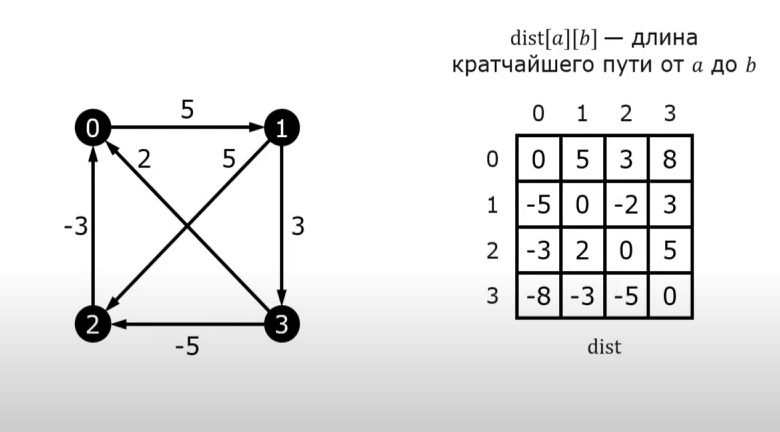 dist[a][b] — длина
кратчайшего пути от a до b
0 1 2 3
0 0 5 3 8
1 -5 0 -2 3
2 -3 2 0 5
3 -8 -3 -5 0
dist
5
0 1
2 5
-3 3
2 3
-5